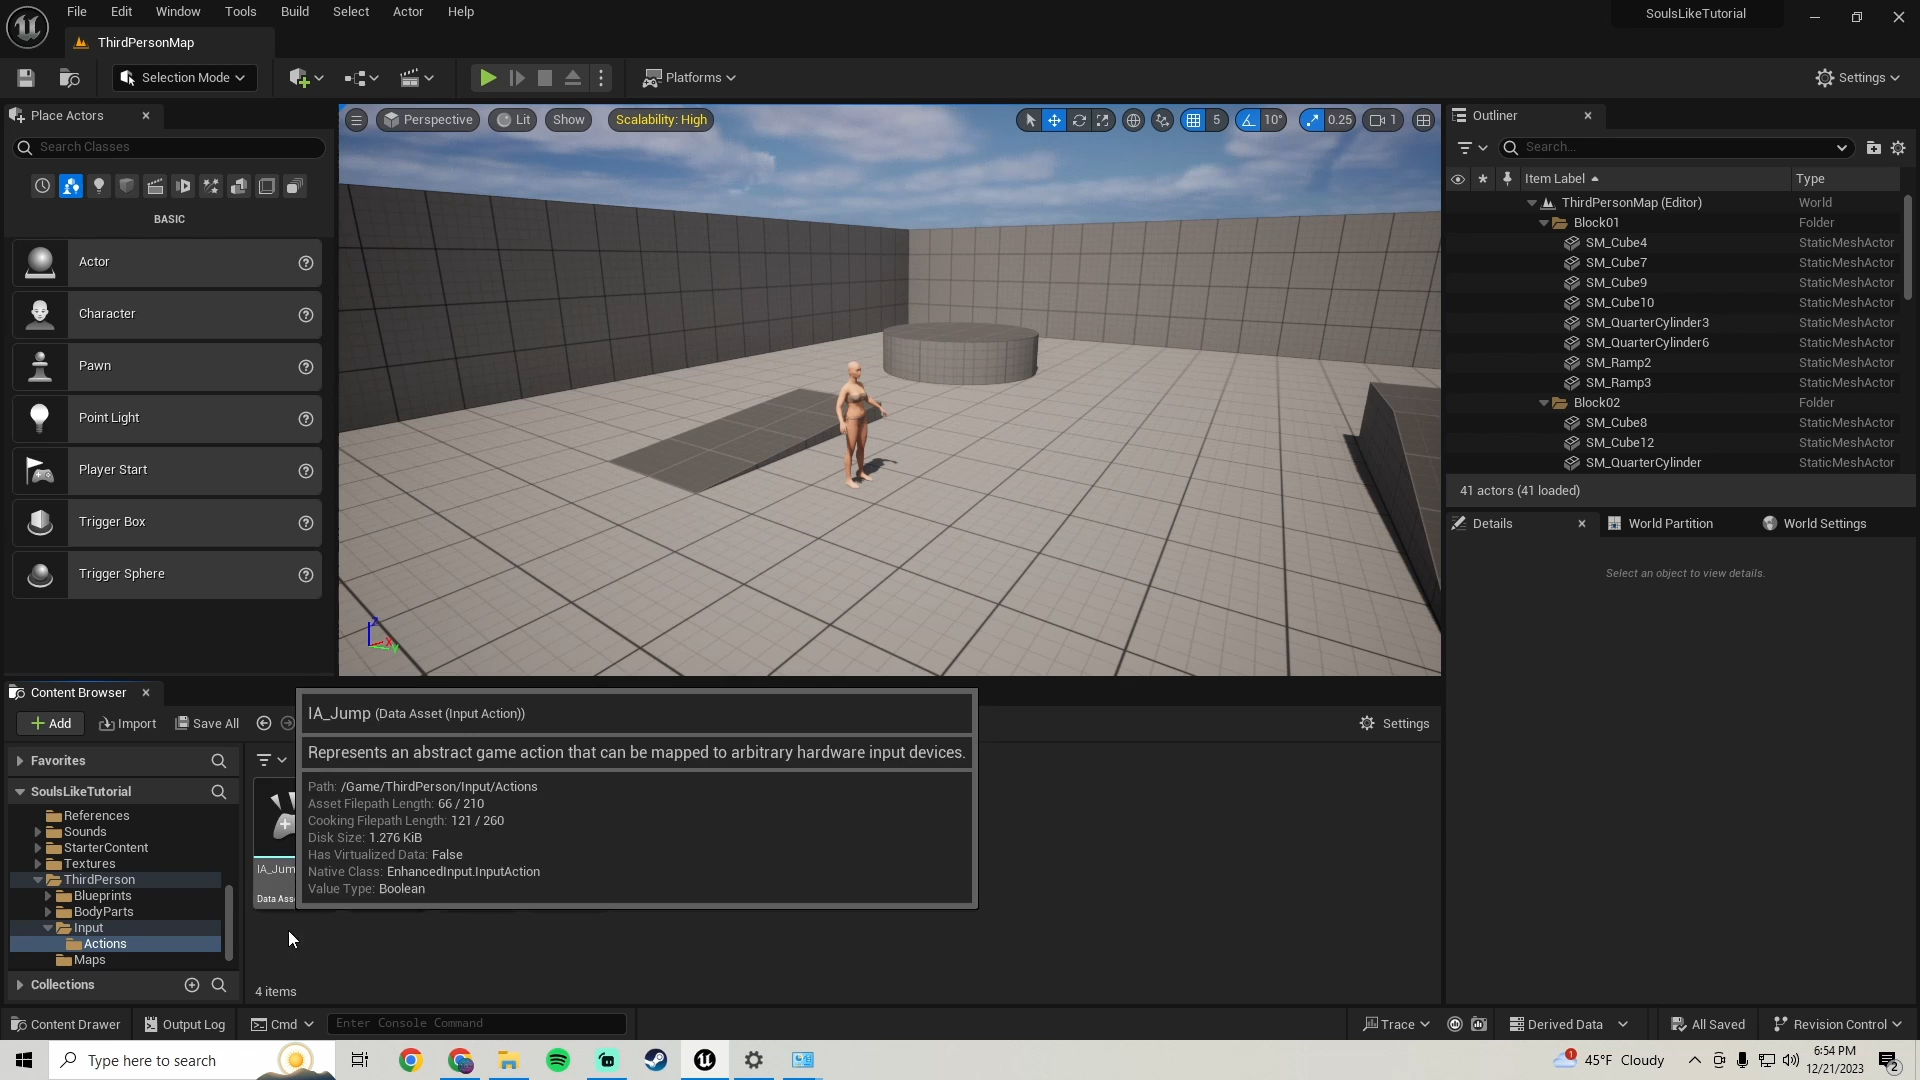 File Edit Window Tools Build Select Actor Help
SoulsLikeTutorial
ThirdPersonMap
Selection Mode
Platforms
Settings
Place Actors
Search Classes
BASIC
Actor
Character
Pawn
Point Light
Player Start
Trigger Box
Trigger Sphere
Perspective Lit Show Scalability: High
5 10° 0.25 1
Outliner
Search...
Item Label Type
ThirdPersonMap (Editor) World
Block01 Folder
SM_Cube4 StaticMeshActor
SM_Cube7 StaticMeshActor
SM_Cube9 StaticMeshActor
SM_Cube10 StaticMeshActor
SM_QuarterCylinder3 StaticMeshActor
SM_QuarterCylinder6 StaticMeshActor
SM_Ramp2 StaticMeshActor
SM_Ramp3 StaticMeshActor
Block02 Folder
SM_Cube8 StaticMeshActor
SM_Cube12 StaticMeshActor
SM_QuarterCylinder StaticMeshActor
41 actors (41 loaded)
Details World Partition World Settings
Select an object to view details.
Content Browser
Add Import Save All
Settings
Favorites
SoulsLikeTutorial
References
Sounds
StarterContent
Textures
ThirdPerson
Blueprints
BodyParts
Input
Actions
Maps
Collections
IA_Jum
Data Ass
4 items
IA_Jump (Data Asset (Input Action))
Represents an abstract game action that can be mapped to arbitrary hardware input devices.
Path: /Game/ThirdPerson/Input/Actions
Asset Filepath Length: 66 / 210
Cooking Filepath Length: 121 / 260
Disk Size: 1.276 KiB
Has Virtualized Data: False
Native Class: EnhancedInput.InputAction
Value Type: Boolean
Content Drawer Output Log Cmd Enter Console Command
Trace Derived Data All Saved Revision Control
Type here to search
1 45°F Cloudy
6:54 PM
12/21/2023
2